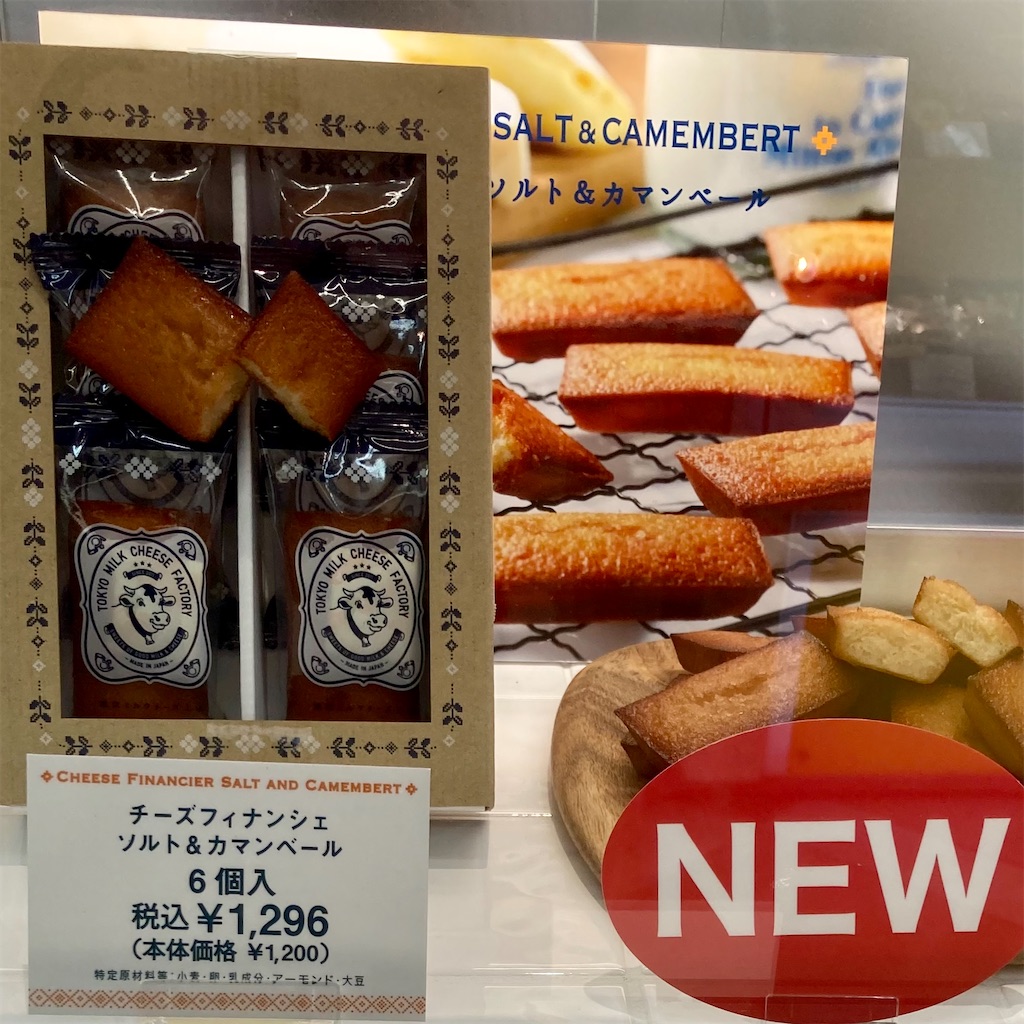 SALT & CAMEMBERT
ソルト&カマンベール
TOKYO MILK CHEESE FACTORY
MADE IN JAPAN
TOKYO MILK CHEESE FACTORY
MADE IN JAPAN
CHEESE FINANCIER SALT AND CAMEMBERT
チーズフィナンシェ
ソルト&カマンベール
6個入
税込¥1,296
(本体価格 ¥1,200)
特定原材料等:小麦・卵・乳成分・アーモンド・大豆
NEW